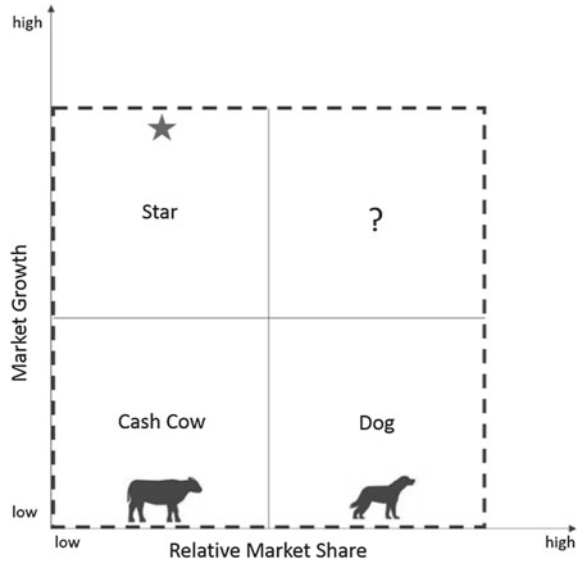 high
Star
?
Market Growth
Cash Cow
Dog
low
low
high
Relative Market Share